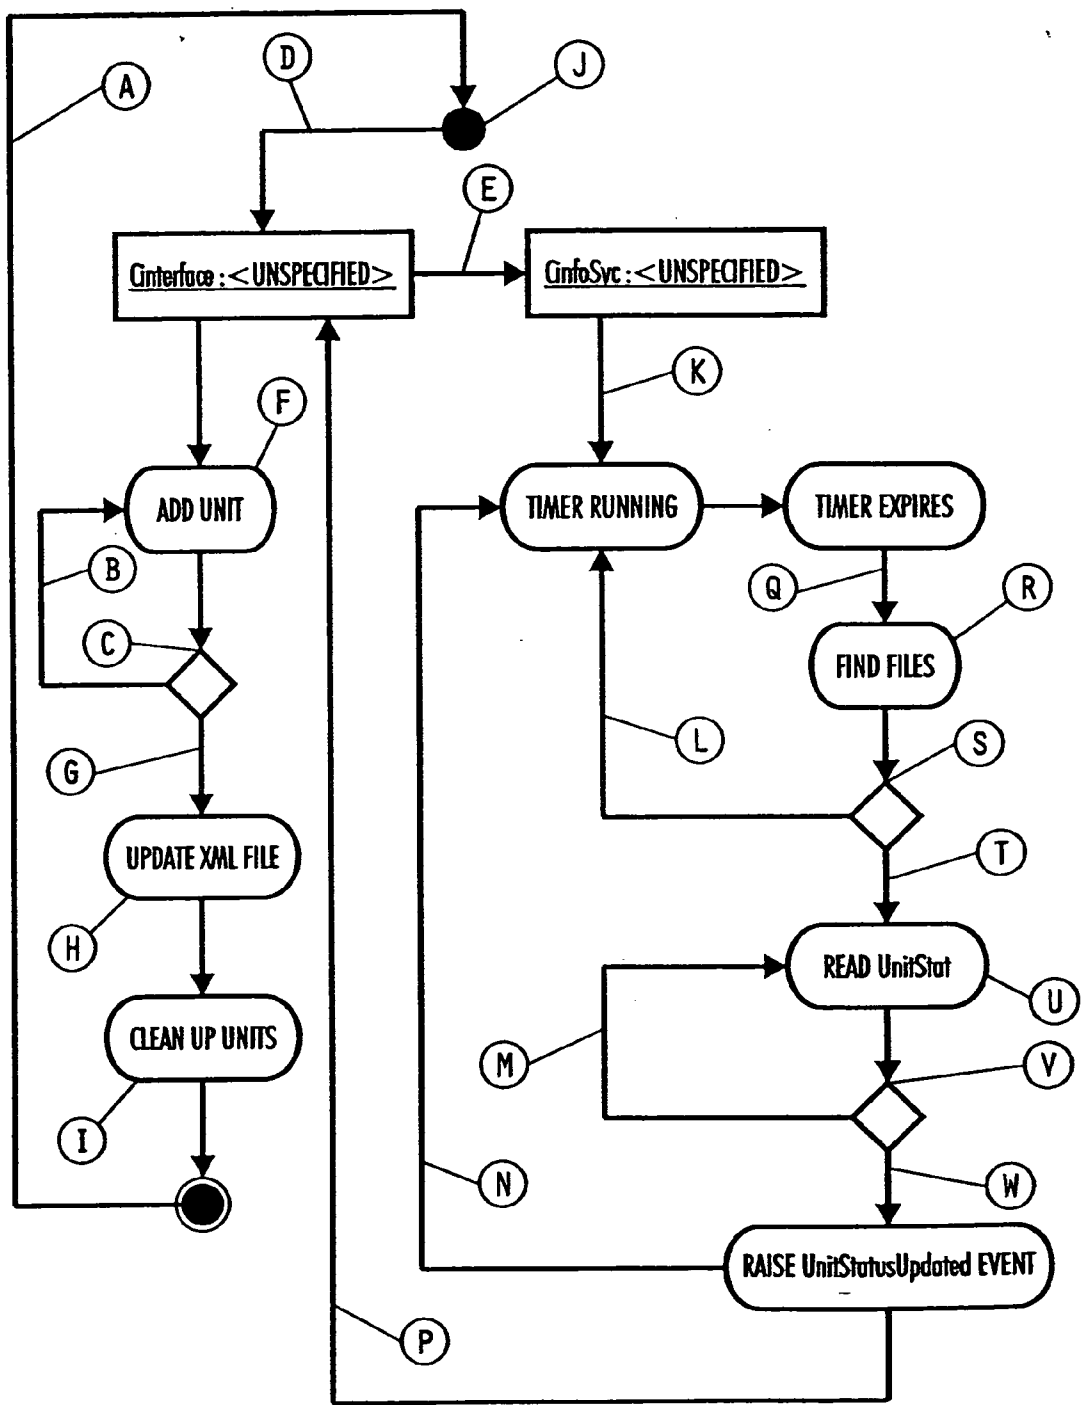 A
D
J
E
Cinterface : <UNSPECIFIED>
CinfoSvc : <UNSPECIFIED>
K
F
ADD UNIT
TIMER RUNNING
TIMER EXPIRES
B
Q
R
C
FIND FILES
L
S
G
UPDATE XML FILE
T
H
READ UnitStat
U
CLEAN UP UNITS
M
V
I
N
W
RAISE UnitStatusUpdated EVENT
P